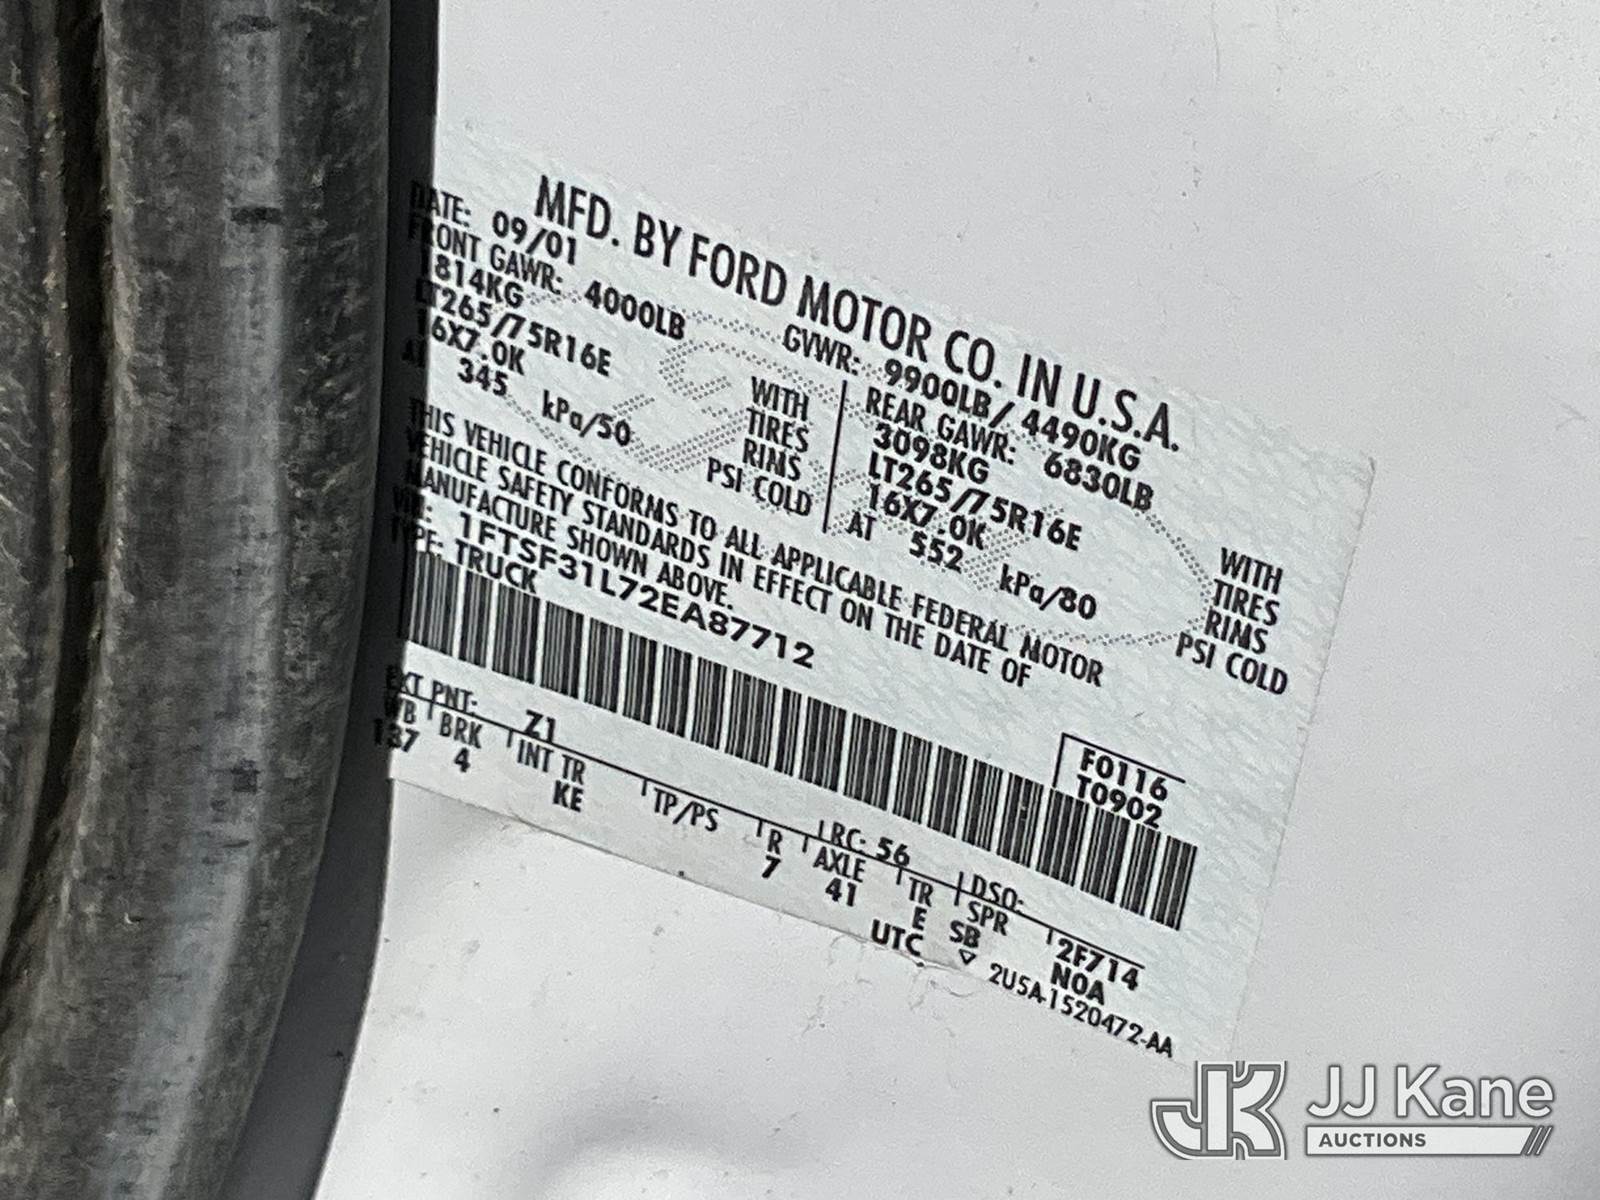 MFD. BY FORD MOTOR CO. IN U.S.A.
DATE: 09/01 GVWR: 9900LB/ 4490KG
FRONT GAWR: 4000LB REAR GAWR: 6830LB
1814KG WITH 3098KG WITH
LT265/75R16E TIRES LT265/75R16E TIRES
16X7.0K RIMS 16X7.0K RIMS
AT 345 kPa/50 PSI COLD AT 552 kPa/80 PSI COLD
THIS VEHICLE CONFORMS TO ALL APPLICABLE FEDERAL MOTOR
VEHICLE SAFETY STANDARDS IN EFFECT ON THE DATE OF
MANUFACTURE SHOWN ABOVE.
VIN: 1FTSF31L72EA87712
TYPE: TRUCK
F0116
T0902
EXT PNT: Z1 RC: 56 DSO:
WB BRK INT TR TP/PS R AXLE TR SPR 2F714
137 4 KE 7 41 E SB N0A
UTC 2U5A-1520472-AA
JJ Kane
AUCTIONS